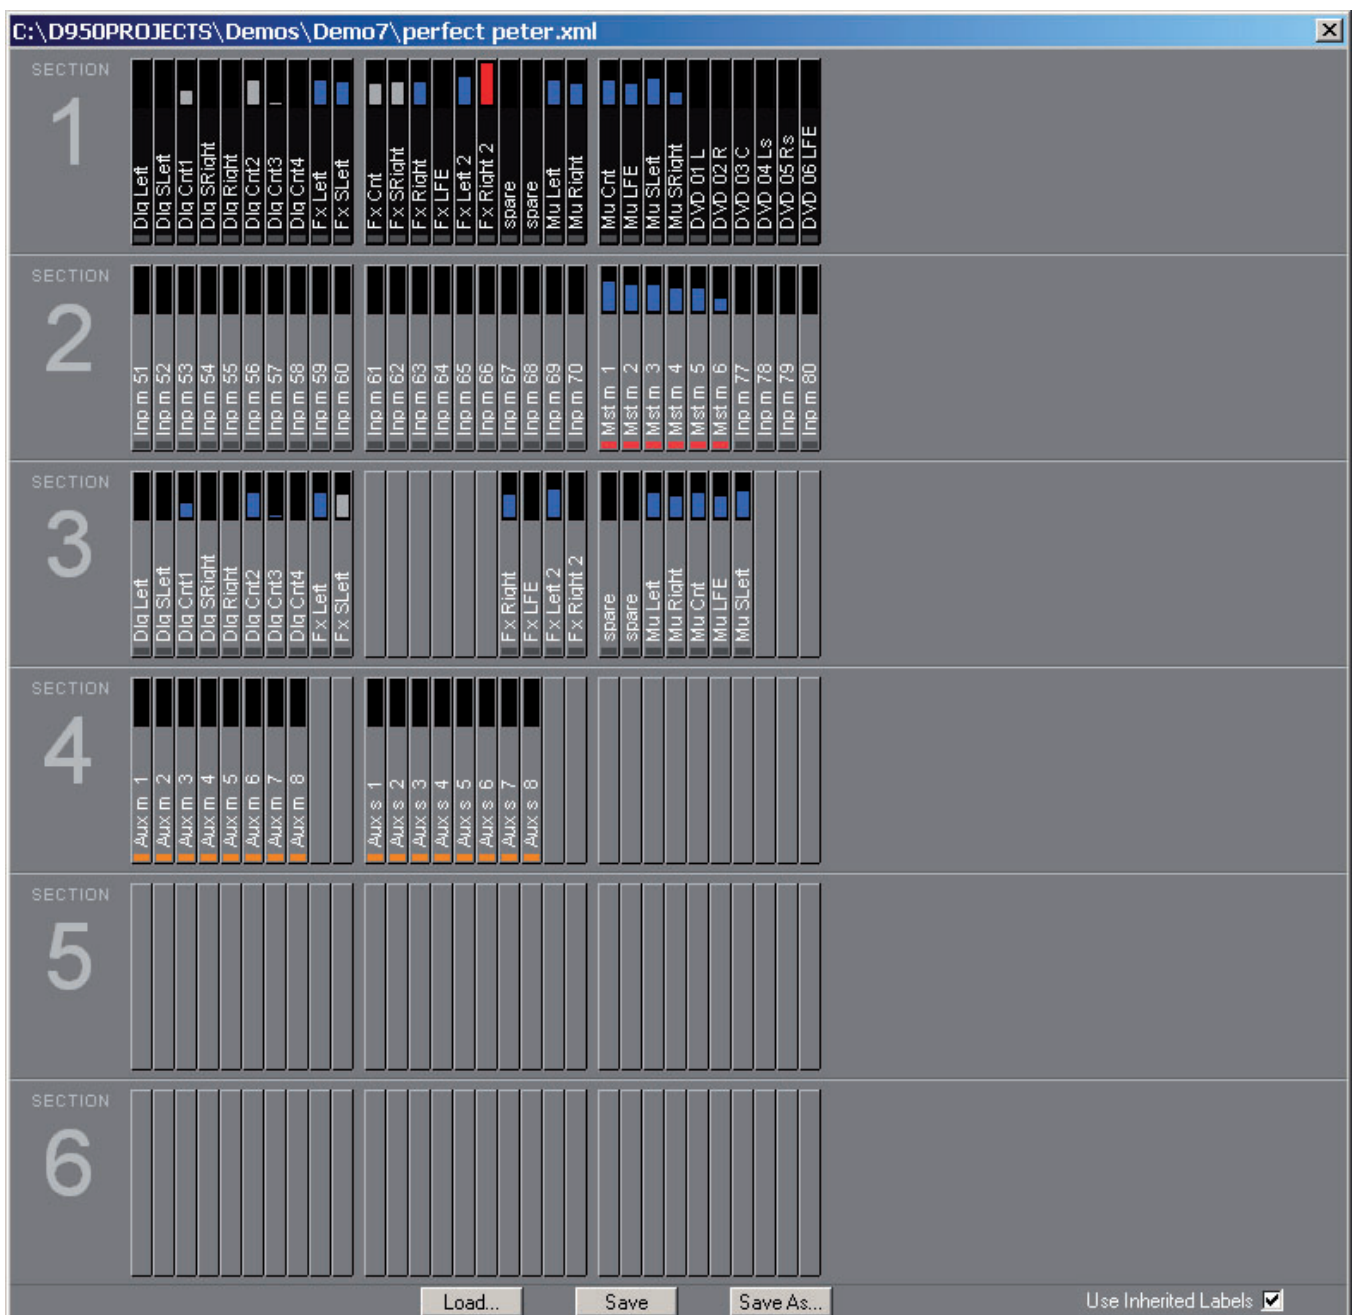 C:\D950PROJECTS\Demos\Demo7\perfect peter.xml
SECTION
1
Dlg Left
Dlg SLeft
Dlg Cnt1
Dlg SRight
Dlg Right
Dlg Cnt2
Dlg Cnt3
Dlg Cnt4
Fx Left
Fx SLeft
Fx Cnt
Fx SRight
Fx Right
Fx LFE
Fx Left 2
Fx Right 2
spare
spare
Mu Left
Mu Right
Mu Cnt
Mu LFE
Mu SLeft
Mu SRight
DVD 01 L
DVD 02 R
DVD 03 C
DVD 04 Ls
DVD 05 Rs
DVD 06 LFE
SECTION
2
Inp m 51
Inp m 52
Inp m 53
Inp m 54
Inp m 55
Inp m 56
Inp m 57
Inp m 58
Inp m 59
Inp m 60
Inp m 61
Inp m 62
Inp m 63
Inp m 64
Inp m 65
Inp m 66
Inp m 67
Inp m 68
Inp m 69
Inp m 70
Mst m 1
Mst m 2
Mst m 3
Mst m 4
Mst m 5
Mst m 6
Inp m 77
Inp m 78
Inp m 79
Inp m 80
SECTION
3
Dlg Left
Dlg SLeft
Dlg Cnt1
Dlg SRight
Dlg Right
Dlg Cnt2
Dlg Cnt3
Dlg Cnt4
Fx Left
Fx SLeft
Fx Right
Fx LFE
Fx Left 2
Fx Right 2
spare
spare
Mu Left
Mu Right
Mu Cnt
Mu LFE
Mu SLeft
SECTION
4
Aux m 1
Aux m 2
Aux m 3
Aux m 4
Aux m 5
Aux m 6
Aux m 7
Aux m 8
Aux s 1
Aux s 2
Aux s 3
Aux s 4
Aux s 5
Aux s 6
Aux s 7
Aux s 8
SECTION
5
SECTION
6
Load...
Save
Save As...
Use Inherited Labels